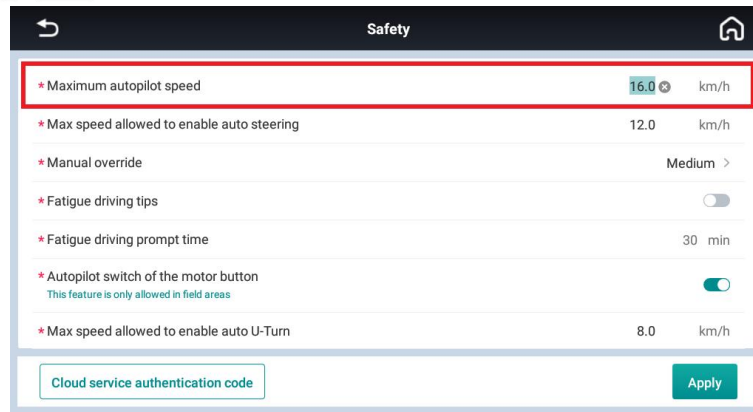 Safety
* Maximum autopilot speed 16.0 km/h
* Max speed allowed to enable auto steering 12.0 km/h
* Manual override Medium >
* Fatigue driving tips
* Fatigue driving prompt time 30 min
* Autopilot switch of the motor button
This feature is only allowed in field areas
* Max speed allowed to enable auto U-Turn 8.0 km/h
Cloud service authentication code Apply